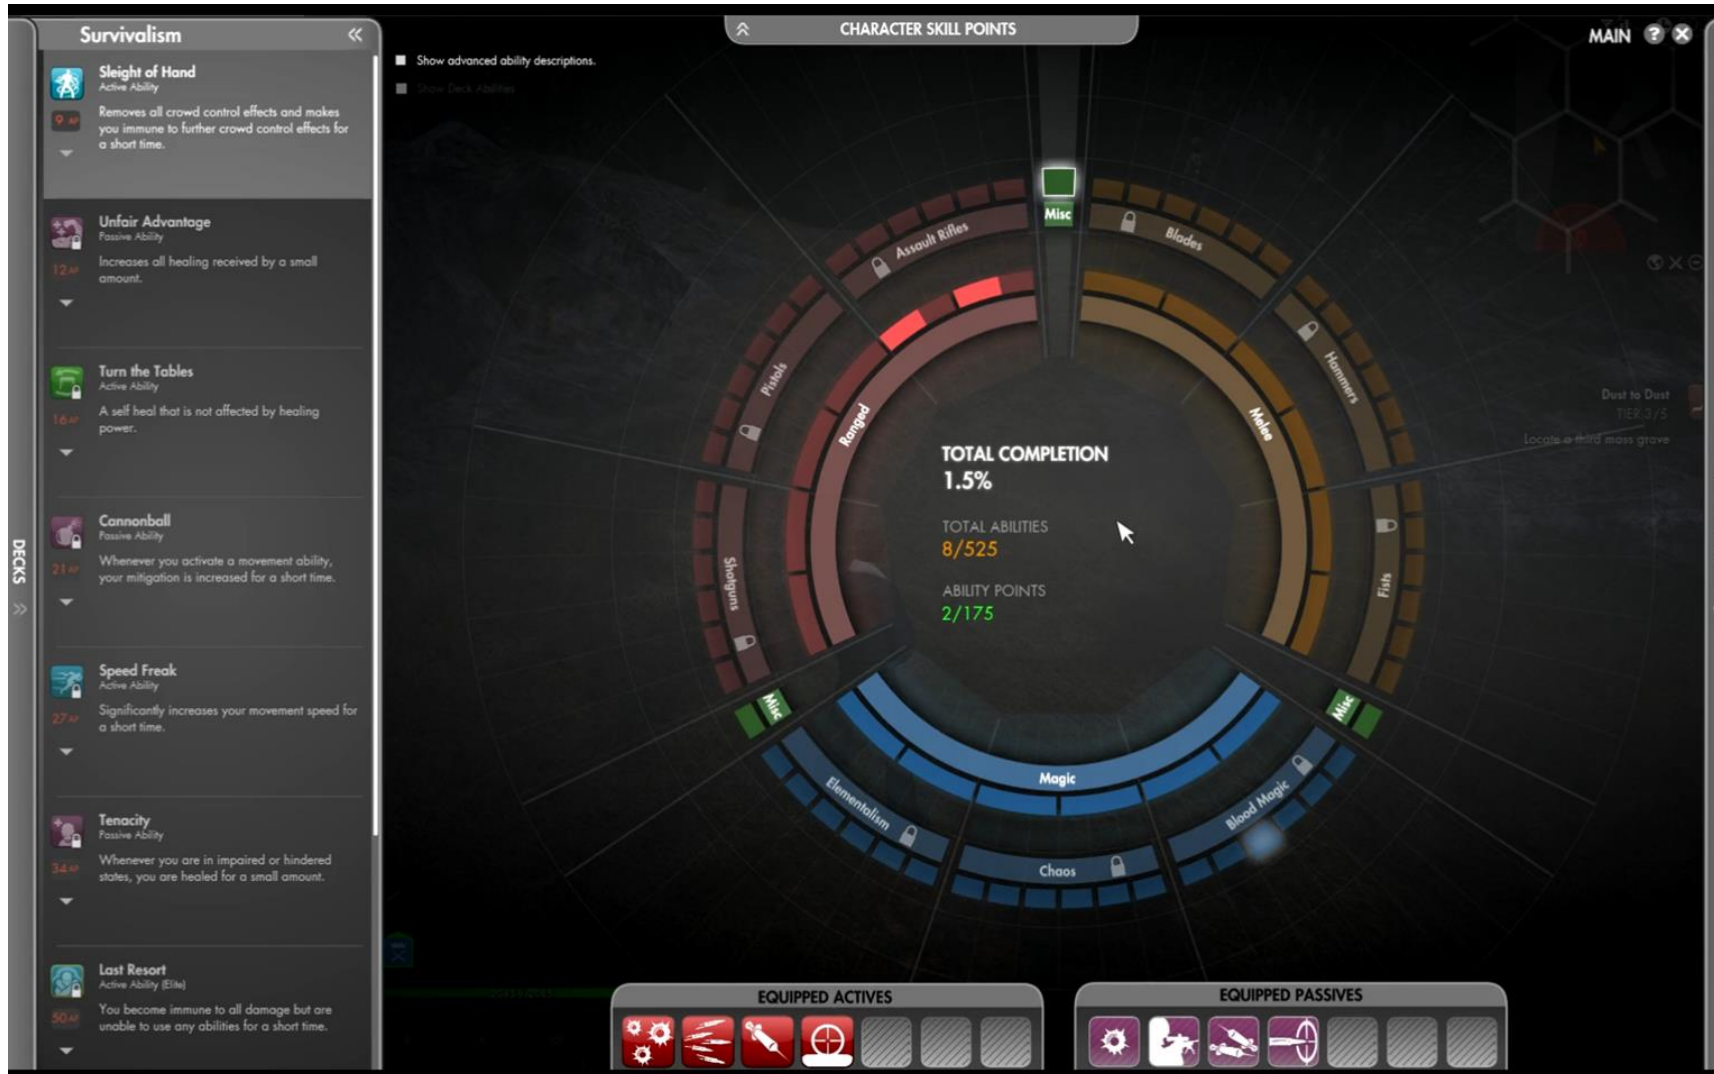 Survivalism
Sleight of Hand
Active Ability
9 AP
Removes all crowd control effects and makes
you immune to further crowd control effects for
a short time.
Unfair Advantage
Passive Ability
12 AP
Increases all healing received by a small
amount.
Turn the Tables
Active Ability
16 AP
A self heal that is not affected by healing
power.
Cannonball
Passive Ability
21 AP
Whenever you activate a movement ability,
your mitigation is increased for a short time.
Speed Freak
Active Ability
27 AP
Significantly increases your movement speed for
a short time.
Tenacity
Passive Ability
34 AP
Whenever you are in impaired or hindered
states, you are healed for a small amount.
Last Resort
Active Ability (Elite)
50 AP
You become immune to all damage but are
unable to use any abilities for a short time.
DECKS
CHARACTER SKILL POINTS
MAIN
Show advanced ability descriptions.
Show Deck Abilities
Misc
Assault Rifles
Blades
Pistols
Hammers
Ranged
Melee
Shotguns
Fists
TOTAL COMPLETION
1.5%
TOTAL ABILITIES
8/525
ABILITY POINTS
2/175
Misc
Misc
Magic
Elementalism
Blood Magic
Chaos
Dust to Dust
TIER 3/5
Locate a third mass grave
EQUIPPED ACTIVES
EQUIPPED PASSIVES